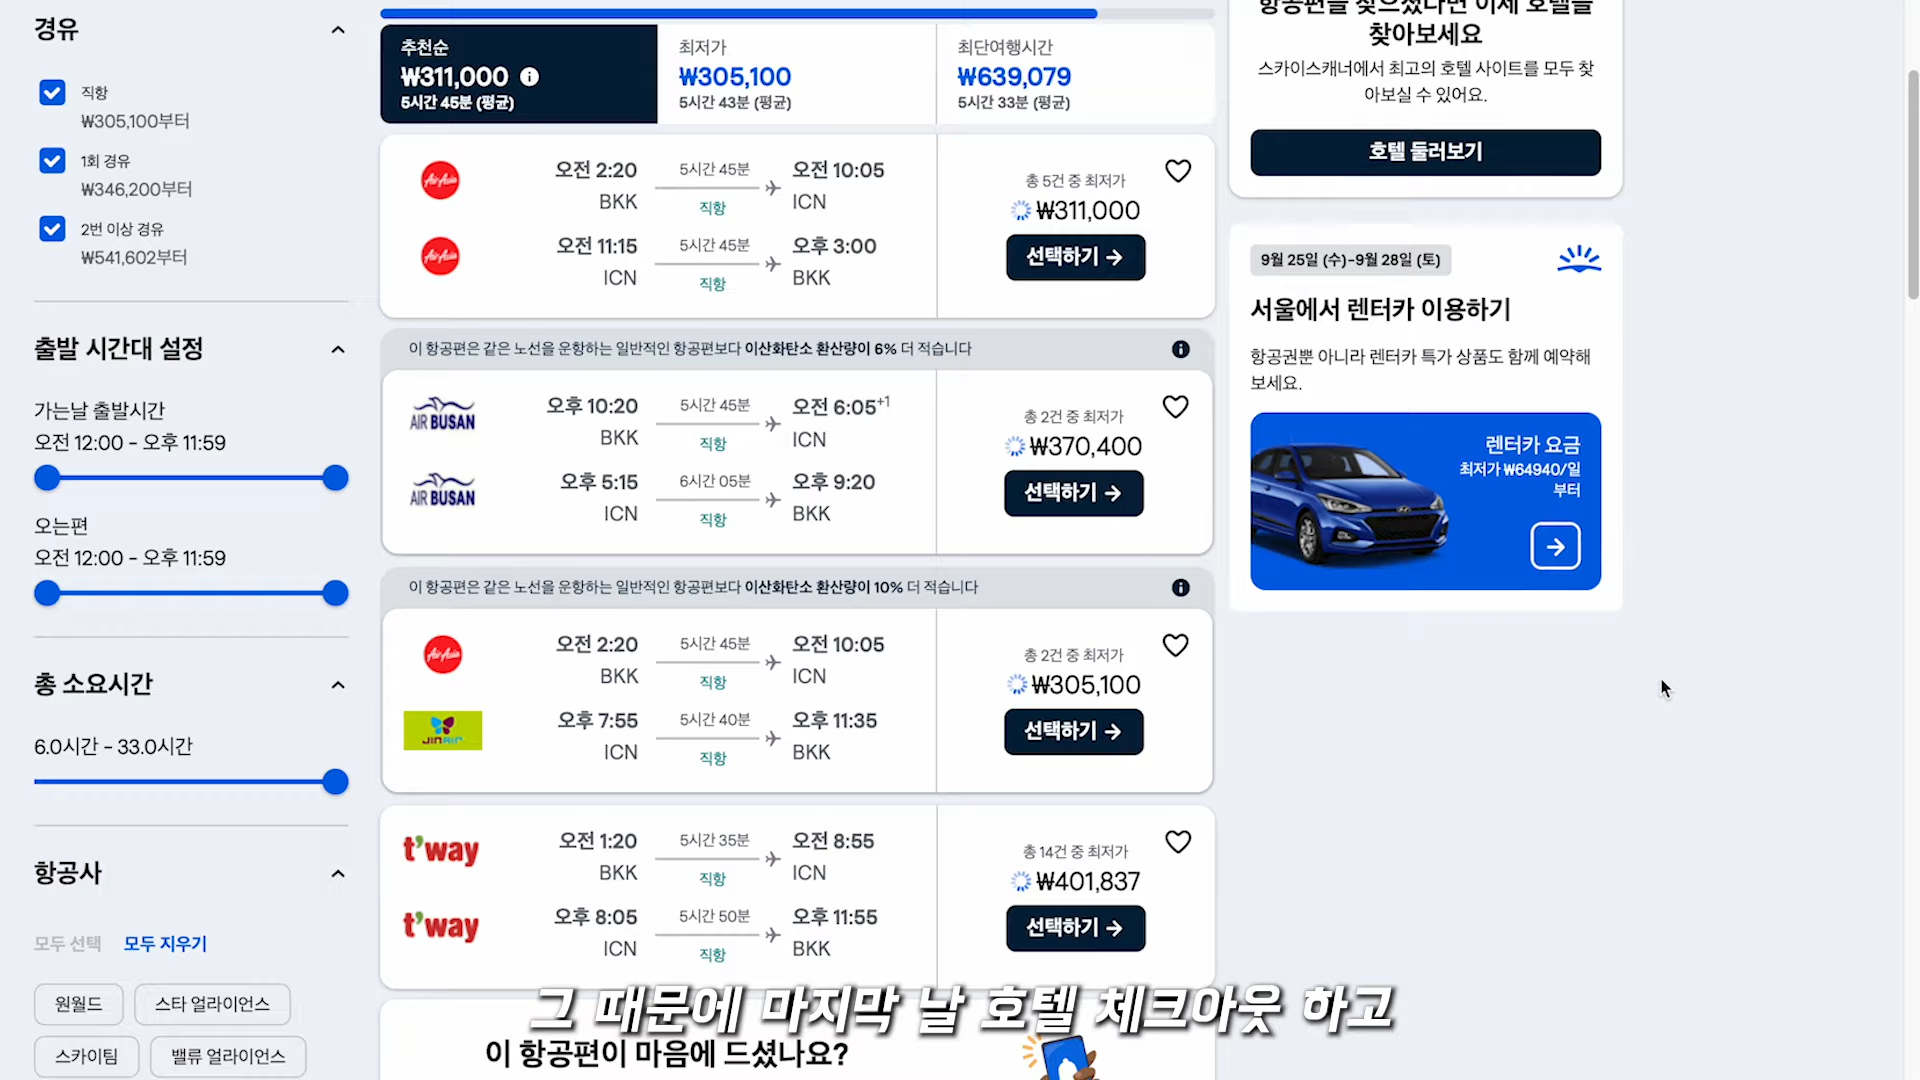 경유
직항
₩305,100부터
1회 경유
₩346,200부터
2번 이상 경유
₩541,602부터
출발 시간대 설정
가는날 출발시간
오전 12:00 - 오후 11:59
오는편
오전 12:00 - 오후 11:59
총 소요시간
6.0시간 - 33.0시간
항공사
모두 선택 모두 지우기
원월드 스타 얼라이언스
스카이팀 밸류 얼라이언스
추천순
₩311,000
5시간 45분 (평균)
최저가
₩305,100
5시간 43분 (평균)
최단여행시간
₩639,079
5시간 33분 (평균)
AirAsia
오전 2:20 5시간 45분 오전 10:05
BKK 직항 ICN
AirAsia
오전 11:15 5시간 45분 오후 3:00
ICN 직항 BKK
총 5건 중 최저가
₩311,000
선택하기 →
이 항공편은 같은 노선을 운항하는 일반적인 항공편보다 이산화탄소 환산량이 6% 더 적습니다
AIR BUSAN
오후 10:20 5시간 45분 오전 6:05+1
BKK 직항 ICN
AIR BUSAN
오후 5:15 6시간 05분 오후 9:20
ICN 직항 BKK
총 2건 중 최저가
₩370,400
선택하기 →
이 항공편은 같은 노선을 운항하는 일반적인 항공편보다 이산화탄소 환산량이 10% 더 적습니다
AirAsia
오전 2:20 5시간 45분 오전 10:05
BKK 직항 ICN
JINAIR
오후 7:55 5시간 40분 오후 11:35
ICN 직항 BKK
총 2건 중 최저가
₩305,100
선택하기 →
t'way
오전 1:20 5시간 35분 오전 8:55
BKK 직항 ICN
t'way
오후 8:05 5시간 50분 오후 11:55
ICN 직항 BKK
총 14건 중 최저가
₩401,837
선택하기 →
그 때문에 마지막 날 호텔 체크아웃 하고
이 항공편이 마음에 드셨나요?
항공편을 찾으셨다면 이제 호텔을
찾아보세요
스카이스캐너에서 최고의 호텔 사이트를 모두 찾
아보실 수 있어요.
호텔 둘러보기
9월 25일 (수)-9월 28일 (토)
서울에서 렌터카 이용하기
항공권뿐 아니라 렌터카 특가 상품도 함께 예약해
보세요.
렌터카 요금
최저가 ₩64940/일
부터